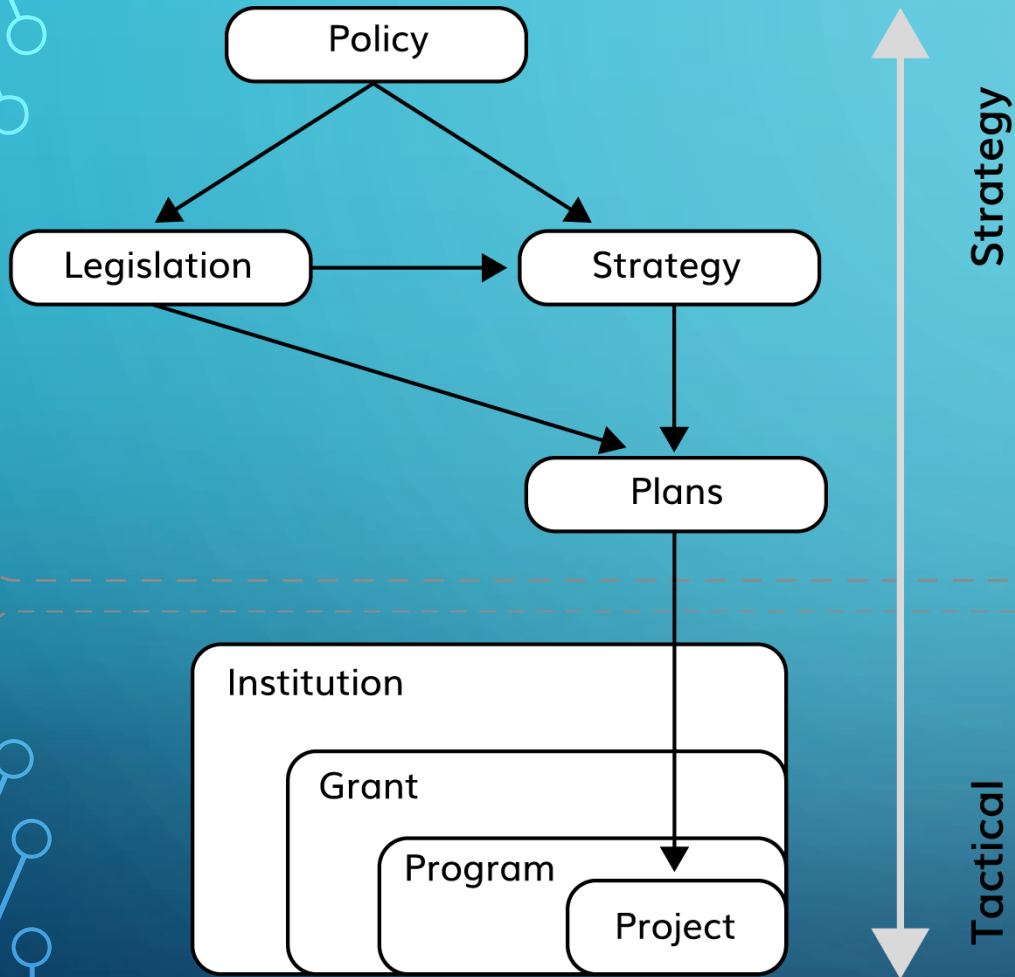 Policy
Strategy
Legislation
Strategy
Plans
Institution
Grant
Program
Project
Tactical